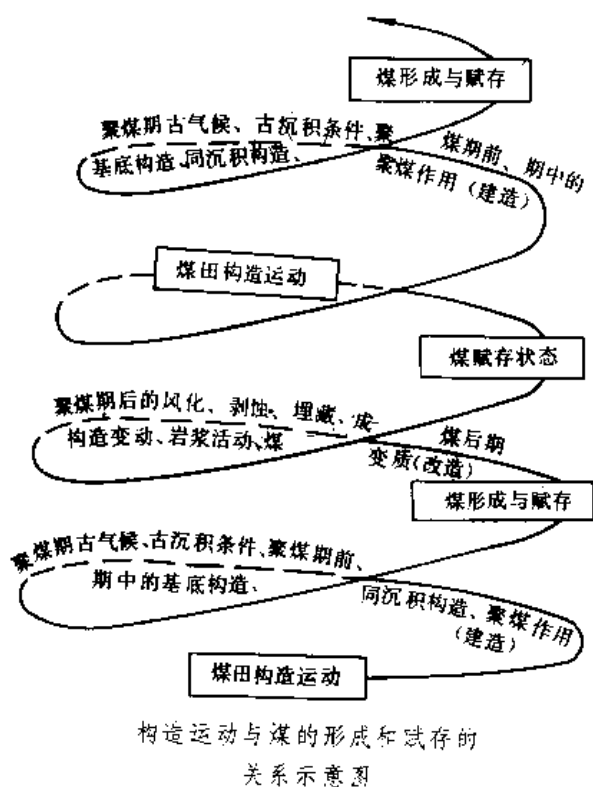 煤形成与赋存
聚煤期古气候、古沉积条件、聚
煤期前、期中的
基底构造、同沉积构造、
聚煤作用（建造）
煤田构造运动
煤赋存状态
聚煤期后的风化、剥蚀、埋藏、成
煤后期
构造变动、岩浆活动、煤
变质(改造)
煤形成与赋存
聚煤期古气候、古沉积条件、聚煤期前、
期中的基底构造、
同沉积构造、聚煤作用
（建造）
煤田构造运动
构造运动与煤的形成和赋存的
关系示意图